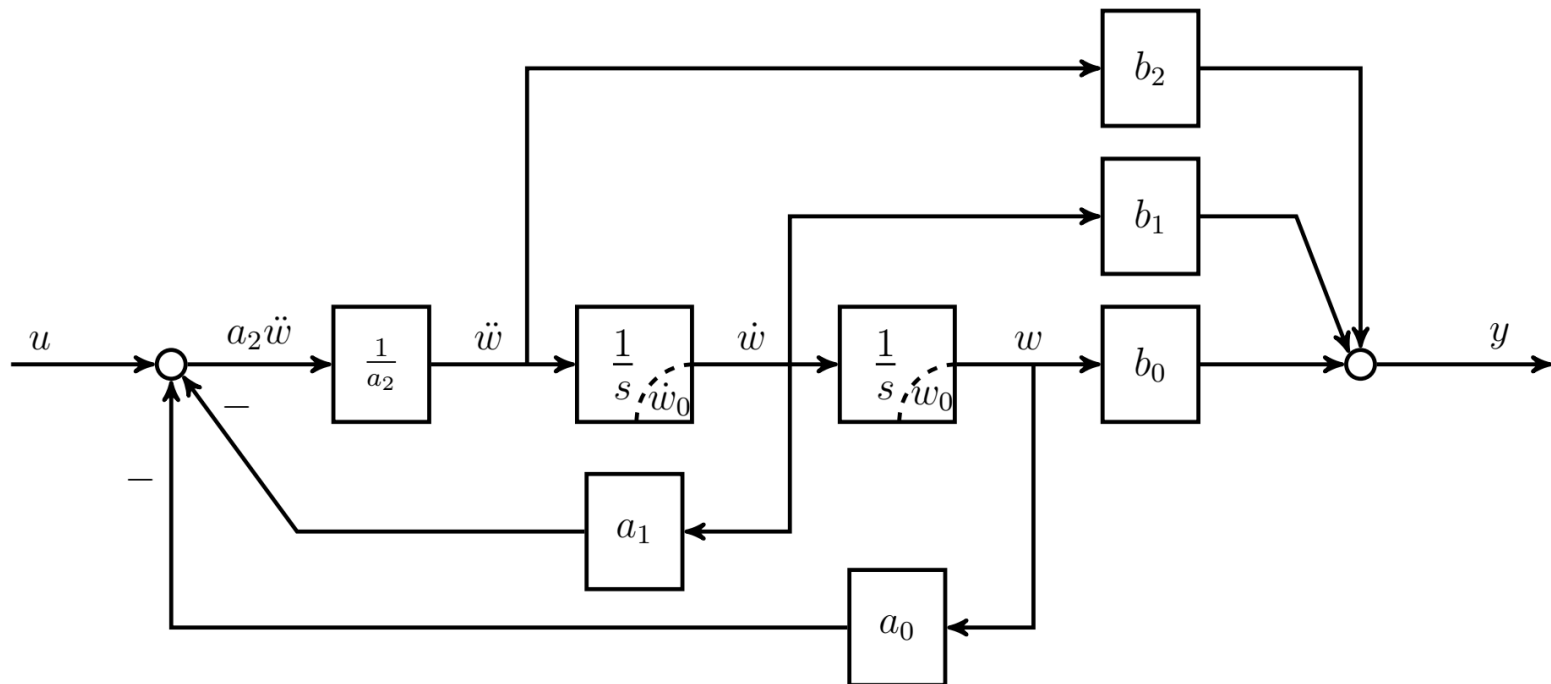 b₂
b₁
u
a₂ẅ
1/a₂
ẅ
1/s
ẇ₀
ẇ
1/s
w₀
w
b₀
y
−
−
a₁
a₀